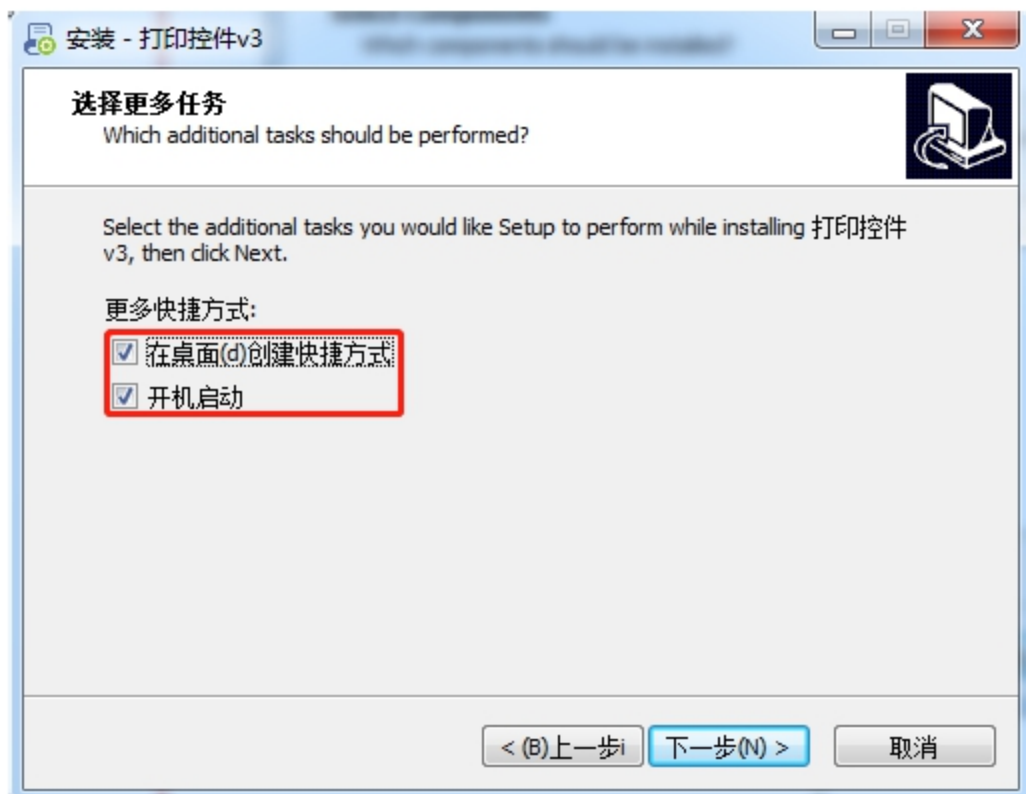 安装 - 打印控件v3
选择更多任务
Which additional tasks should be performed?
Select the additional tasks you would like Setup to perform while installing 打印控件
v3, then click Next.
更多快捷方式:
在桌面(d)创建快捷方式
开机启动
< (B)上一步i
下一步(N) >
取消